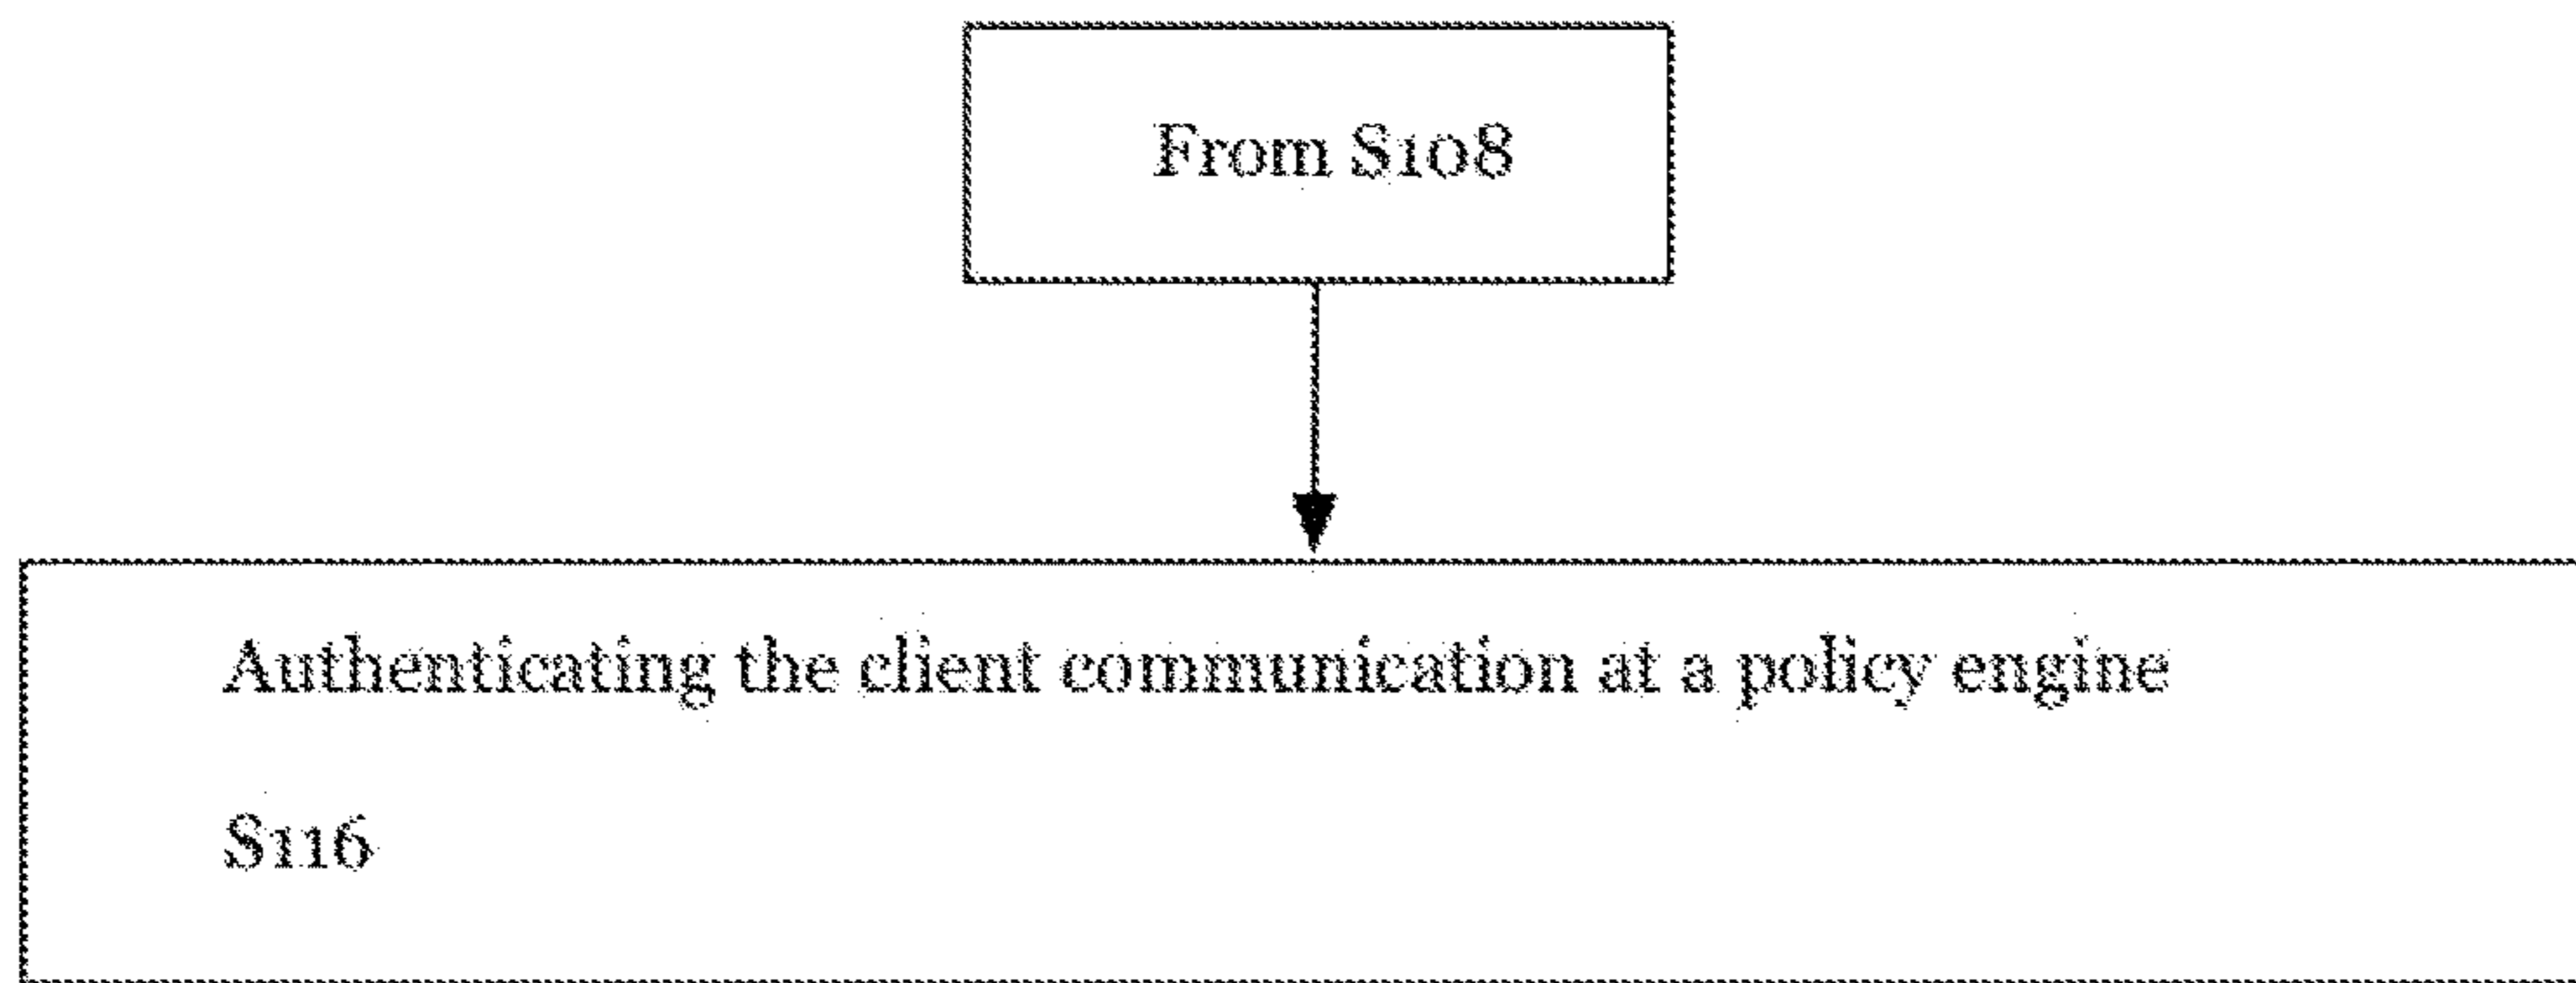 From S108
Authenticating the client communication at a policy engine
S116